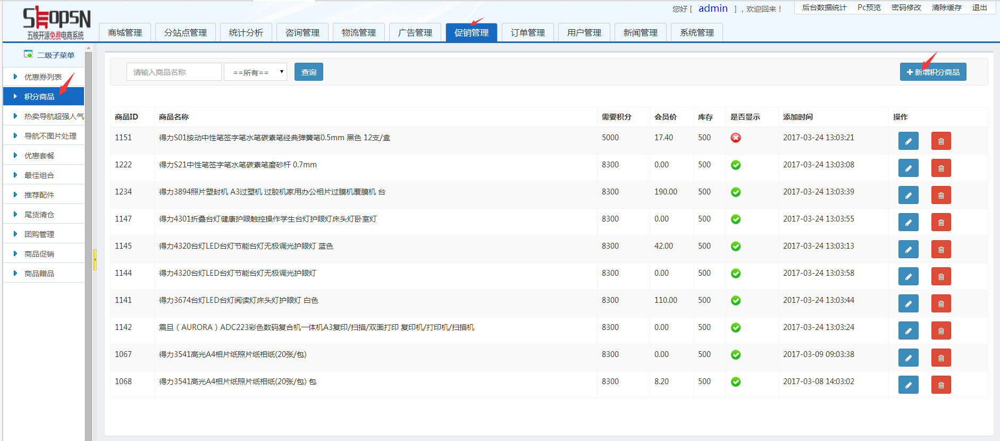 您好 [ admin ] , 欢迎回来！ 后台数据统计 Pc预览 密码修改 清除缓存 退出
SHOPSN
五核开源免费电商系统
商城管理 分站点管理 统计分析 咨询管理 物流管理 广告管理 促销管理 订单管理 用户管理 新闻管理 系统管理
二级子菜单
优惠券列表
积分商品
热卖导航超强人气
导航不图片处理
优惠套餐
最佳组合
推荐配件
尾货清仓
团购管理
商品促销
商品赠品
请输入商品名称 ==所有== 查询 新增积分商品
商品ID 商品名称 需要积分 会员价 库存 是否显示 添加时间 操作
1151 得力S01按动中性笔签字笔水笔碳素笔经典弹簧笔0.5mm 黑色 12支/盒 5000 17.40 500 2017-03-24 13:03:21
1222 得力S21中性笔签字笔水笔碳素笔磨砂杆 0.7mm 8300 0.00 500 2017-03-24 13:03:08
1234 得力3894照片塑封机 A3过塑机 过胶机家用办公相片过膜机覆膜机 台 8300 190.00 500 2017-03-24 13:03:39
1147 得力4301折叠台灯健康护眼触控操作学生台灯护眼灯床头灯卧室灯 8300 0.00 500 2017-03-24 13:03:55
1145 得力4320台灯LED台灯节能台灯无极调光护眼灯 蓝色 8300 42.00 500 2017-03-24 13:03:13
1144 得力4320台灯LED台灯节能台灯无极调光护眼灯 8300 0.00 500 2017-03-24 13:03:58
1141 得力3674台灯LED台灯阅读灯床头灯护眼灯 白色 8300 110.00 500 2017-03-24 13:03:44
1142 震旦（AURORA）ADC223彩色数码复合机一体机A3复印/扫描/双面打印 复印机/打印机/扫描机 8300 0.00 500 2017-03-24 13:03:24
1067 得力3541高光A4相片纸照片纸相纸(20张/包) 8300 0.00 500 2017-03-09 09:03:38
1068 得力3541高光A4相片纸照片纸相纸(20张/包) 包 8300 8.20 500 2017-03-08 14:03:02